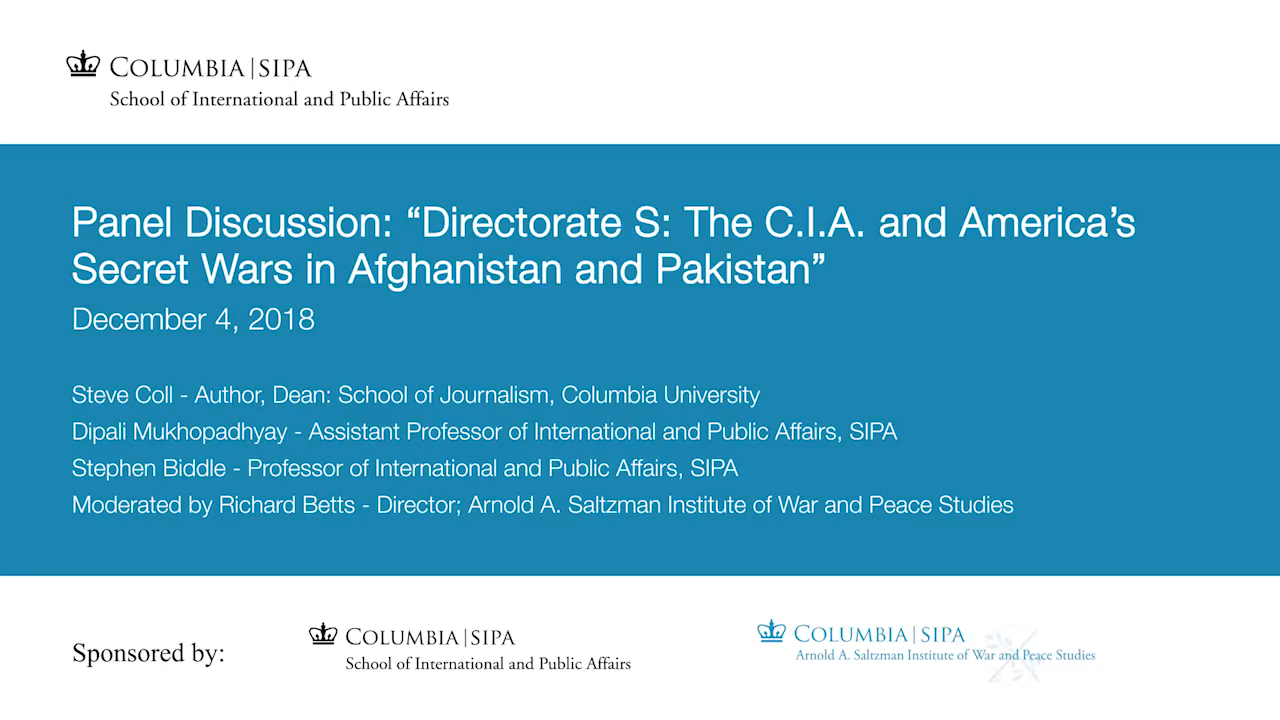 COLUMBIA | SIPA
School of International and Public Affairs
Panel Discussion: “Directorate S: The C.I.A. and America’s
Secret Wars in Afghanistan and Pakistan”
December 4, 2018
Steve Coll - Author, Dean: School of Journalism, Columbia University
Dipali Mukhopadhyay - Assistant Professor of International and Public Affairs, SIPA
Stephen Biddle - Professor of International and Public Affairs, SIPA
Moderated by Richard Betts - Director; Arnold A. Saltzman Institute of War and Peace Studies
Sponsored by:
COLUMBIA | SIPA
School of International and Public Affairs
COLUMBIA | SIPA
Arnold A. Saltzman Institute of War and Peace Studies